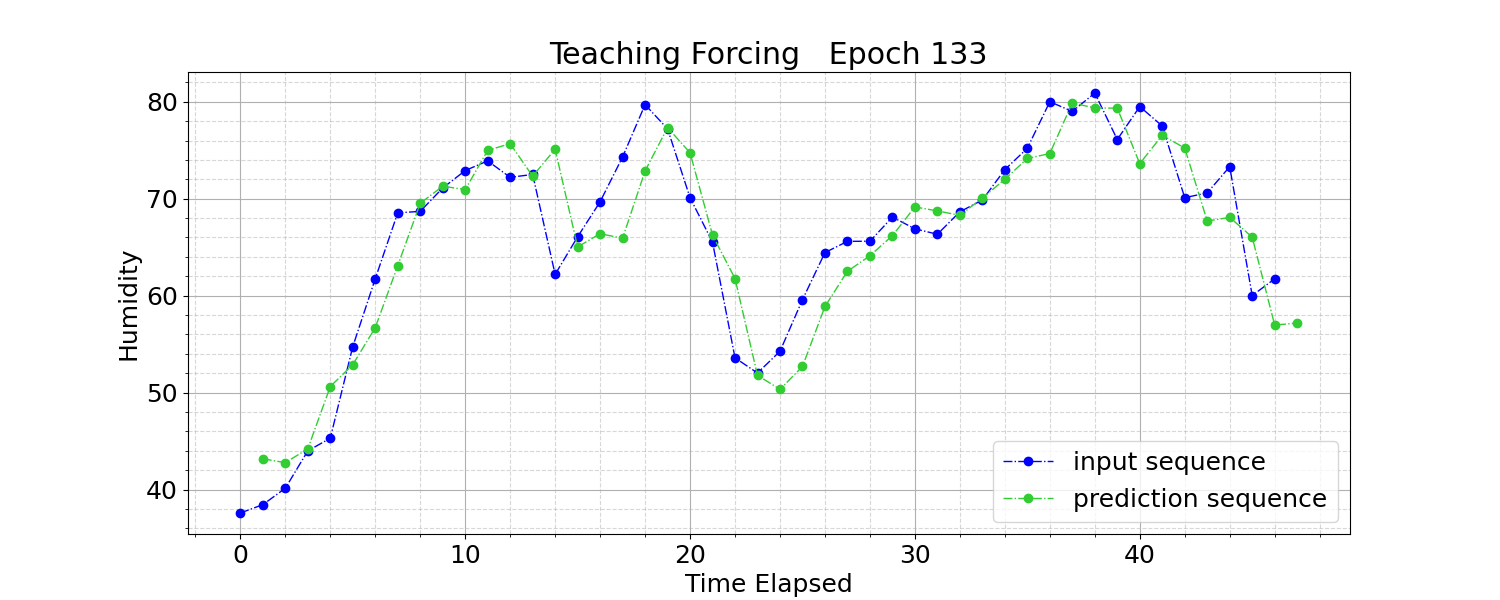 Teaching Forcing   Epoch 133
80
70
60
50
40
Humidity
0 10 20 30 40
Time Elapsed
input sequence
prediction sequence